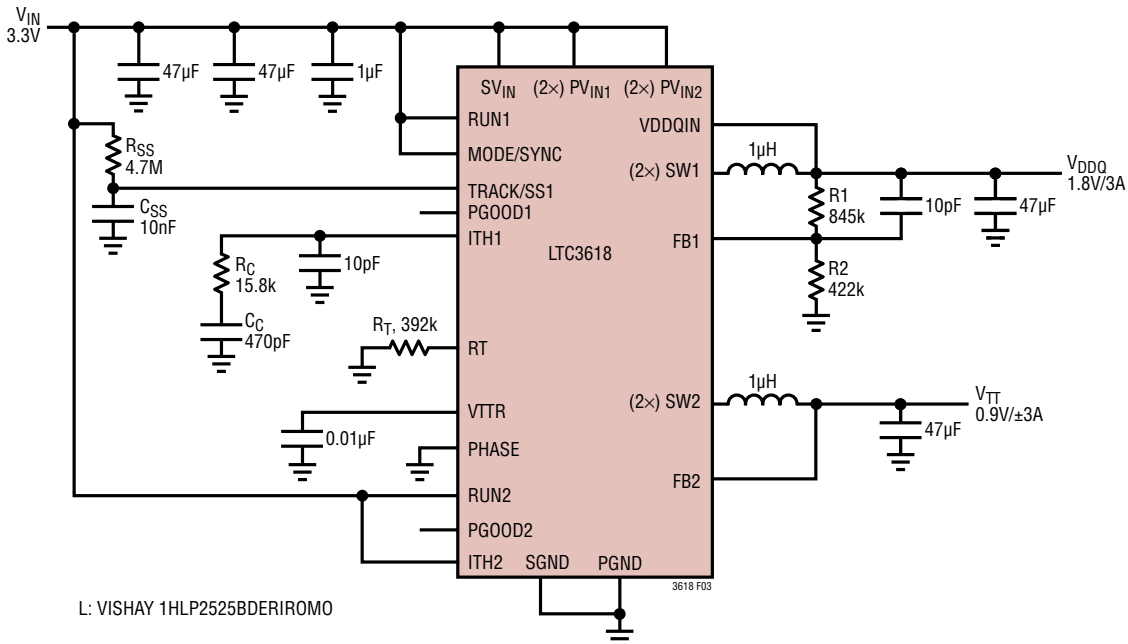 VIN
3.3V
47µF
47µF
1µF
RSS
4.7M
CSS
10nF
RC
15.8k
CC
470pF
10pF
RT, 392k
0.01µF
SVIN
(2×) PVIN1
(2×) PVIN2
RUN1
MODE/SYNC
TRACK/SS1
PGOOD1
ITH1
RT
VTTR
PHASE
RUN2
PGOOD2
ITH2
SGND
PGND
LTC3618
VDDQIN
(2×) SW1
FB1
(2×) SW2
FB2
1µH
VDDQ
1.8V/3A
R1
845k
10pF
47µF
R2
422k
1µH
VTT
0.9V/±3A
47µF
3618 F03
L: VISHAY 1HLP2525BDERIROMO